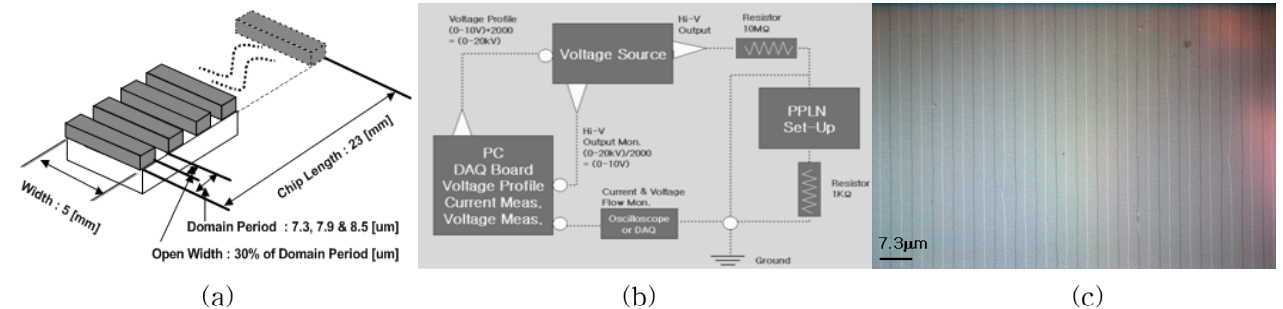 Width : 5 [mm]
Chip Length : 23 [mm]
Domain Period : 7.3, 7.9 & 8.5 [um]
Open Width : 30% of Domain Period [um]
(a)
Voltage Profile
(0-10V)*2000
= (0-20kV)
Voltage Source
Hi-V
Output
Resistor
10MΩ
PPLN
Set-Up
Hi-V
Output Mon.
(0-20kV)/2000
= (0-10V)
PC
DAQ Board
Voltage Profile
Current Meas.
Voltage Meas.
Current & Voltage
Flow Mon.
Oscilloscope
or DAQ
Resistor
1KΩ
Ground
(b)
7.3μm
(c)